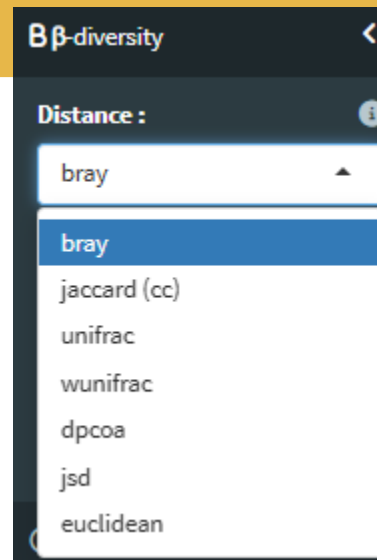 B β-diversity
Distance :
bray
bray
jaccard (cc)
unifrac
wunifrac
dpcoa
jsd
euclidean